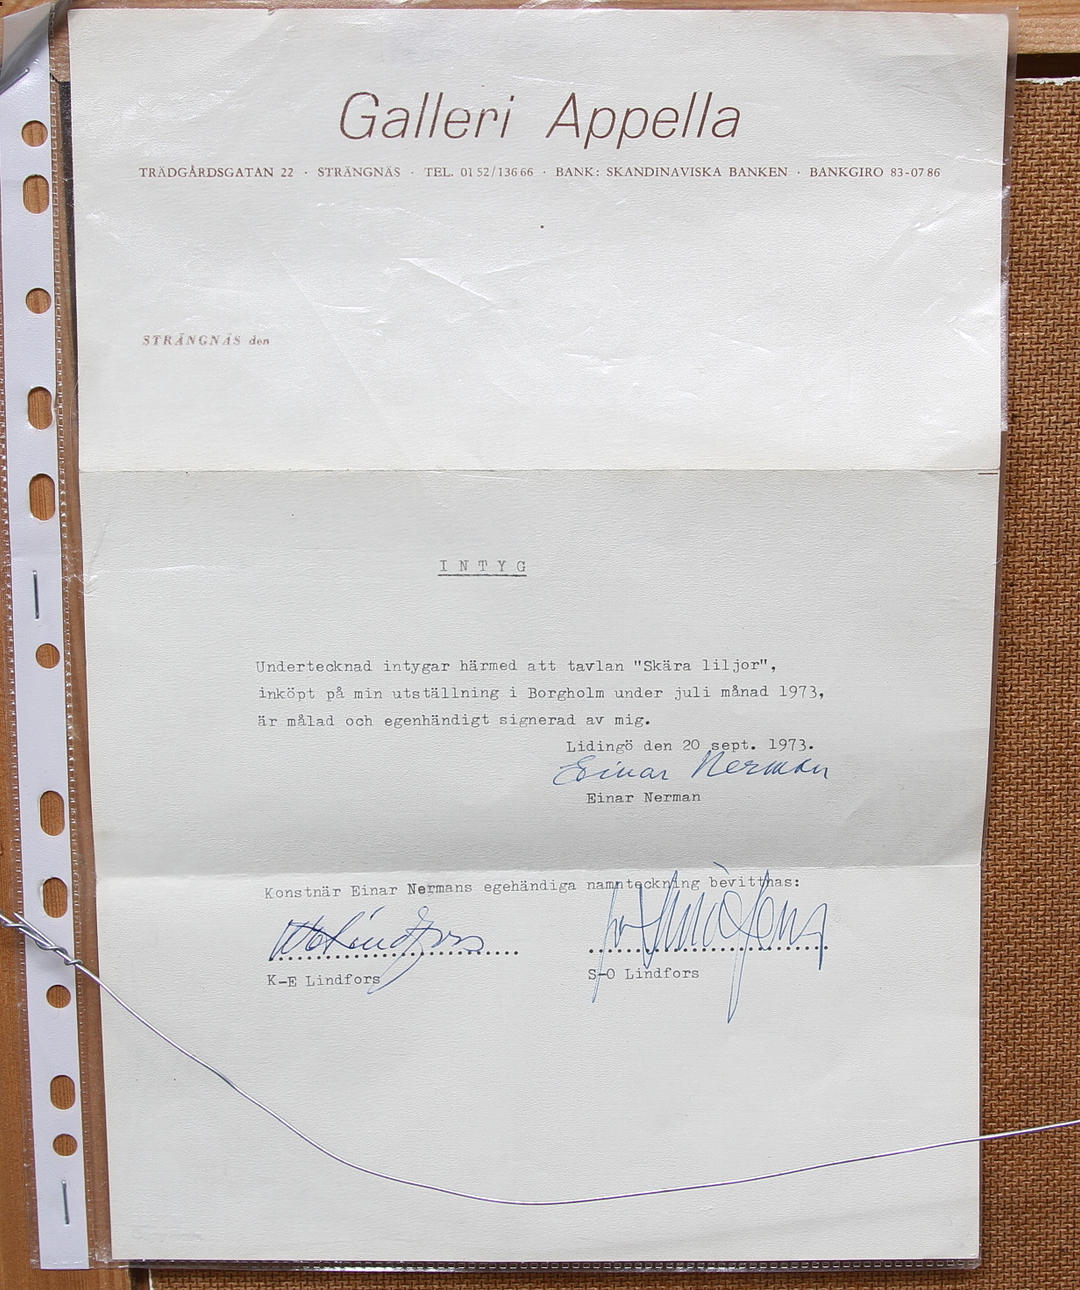 Galleri Appella
TRÄDGÅRDSGATAN 22 · STRÄNGNÄS · TEL. 0152/13666 · BANK: SKANDINAVISKA BANKEN · BANKGIRO 83-0786
STRÄNGNÄS den
INTYG
Undertecknad intygar härmed att tavlan "Skära liljor",
inköpt på min utställning i Borgholm under juli månad 1973,
är målad och egenhändigt signerad av mig.
Lidingö den 20 sept. 1973.
Einar Nerman
Einar Nerman
Konstnär Einar Nermans egehändiga namnteckning bevittnas:
K-E Lindfors
S-O Lindfors